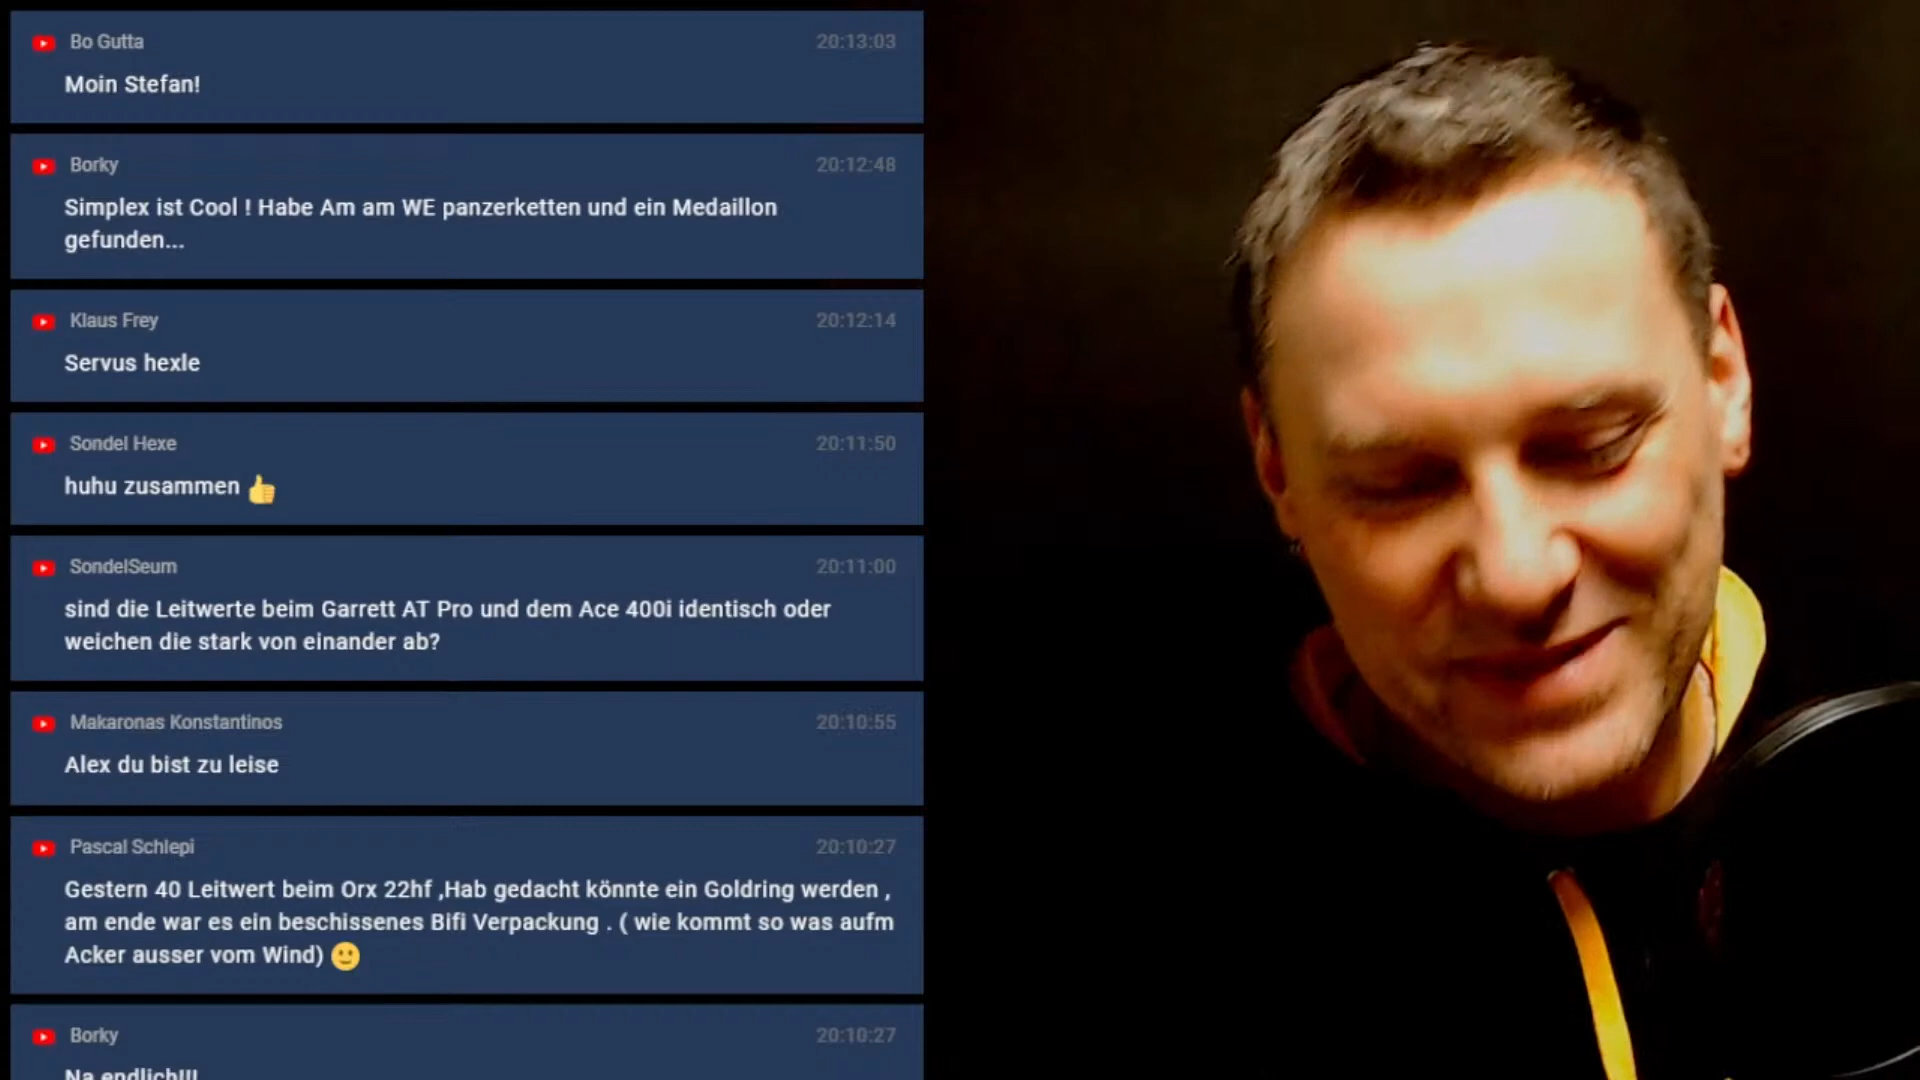 Bo Gutta 20:13:03
Moin Stefan!
Borky 20:12:48
Simplex ist Cool ! Habe Am am WE panzerketten und ein Medaillon
gefunden...
Klaus Frey 20:12:14
Servus hexle
Sondel Hexe 20:11:50
huhu zusammen 👍
SondelSeum 20:11:00
sind die Leitwerte beim Garrett AT Pro und dem Ace 400i identisch oder
weichen die stark von einander ab?
Makaronas Konstantinos 20:10:55
Alex du bist zu leise
Pascal Schlepi 20:10:27
Gestern 40 Leitwert beim Orx 22hf ,Hab gedacht könnte ein Goldring werden ,
am ende war es ein beschissenes Bifi Verpackung . ( wie kommt so was aufm
Acker ausser vom Wind) 🙂
Borky 20:10:27
Na endlich!!!